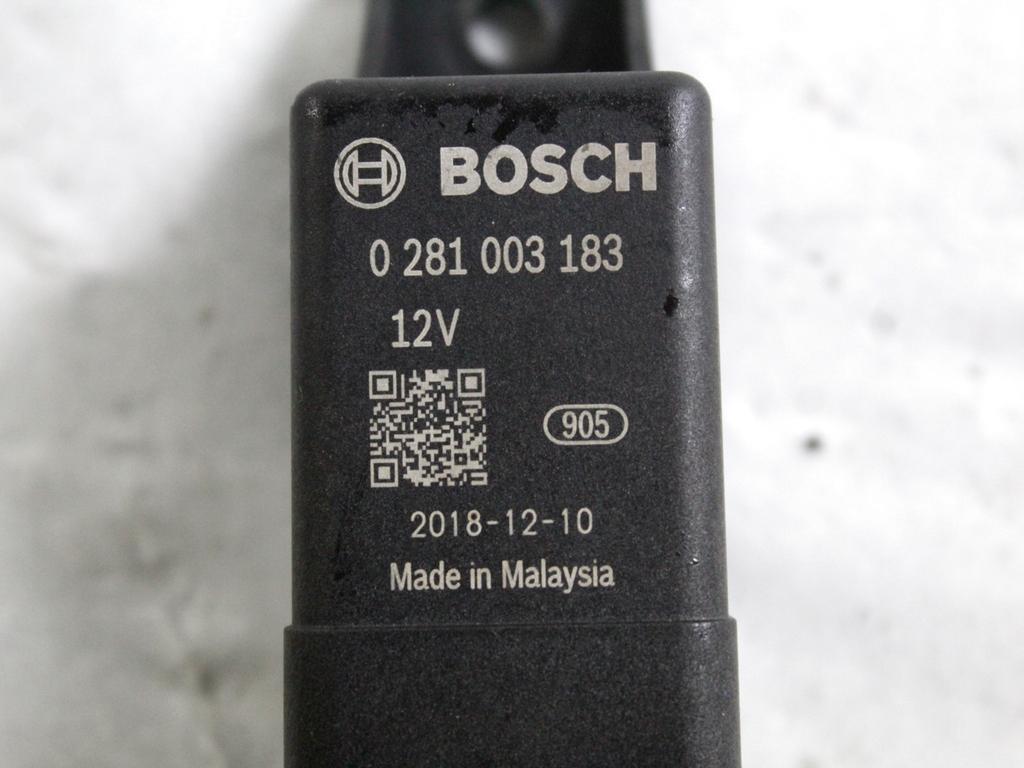 BOSCH
0 281 003 183
12V
905
2018-12-10
Made in Malaysia